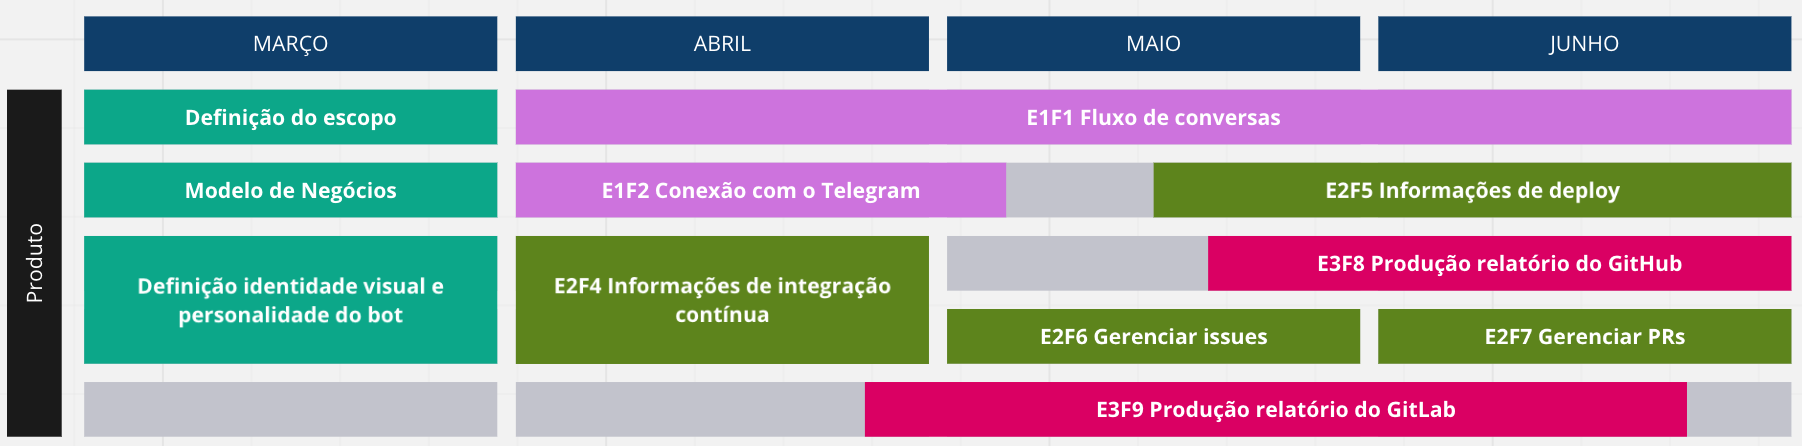 MARÇO
ABRIL
MAIO
JUNHO
Produto
Definição do escopo
E1F1 Fluxo de conversas
Modelo de Negócios
E1F2 Conexão com o Telegram
E2F5 Informações de deploy
Definição identidade visual e
personalidade do bot
E2F4 Informações de integração
contínua
E3F8 Produção relatório do GitHub
E2F6 Gerenciar issues
E2F7 Gerenciar PRs
E3F9 Produção relatório do GitLab